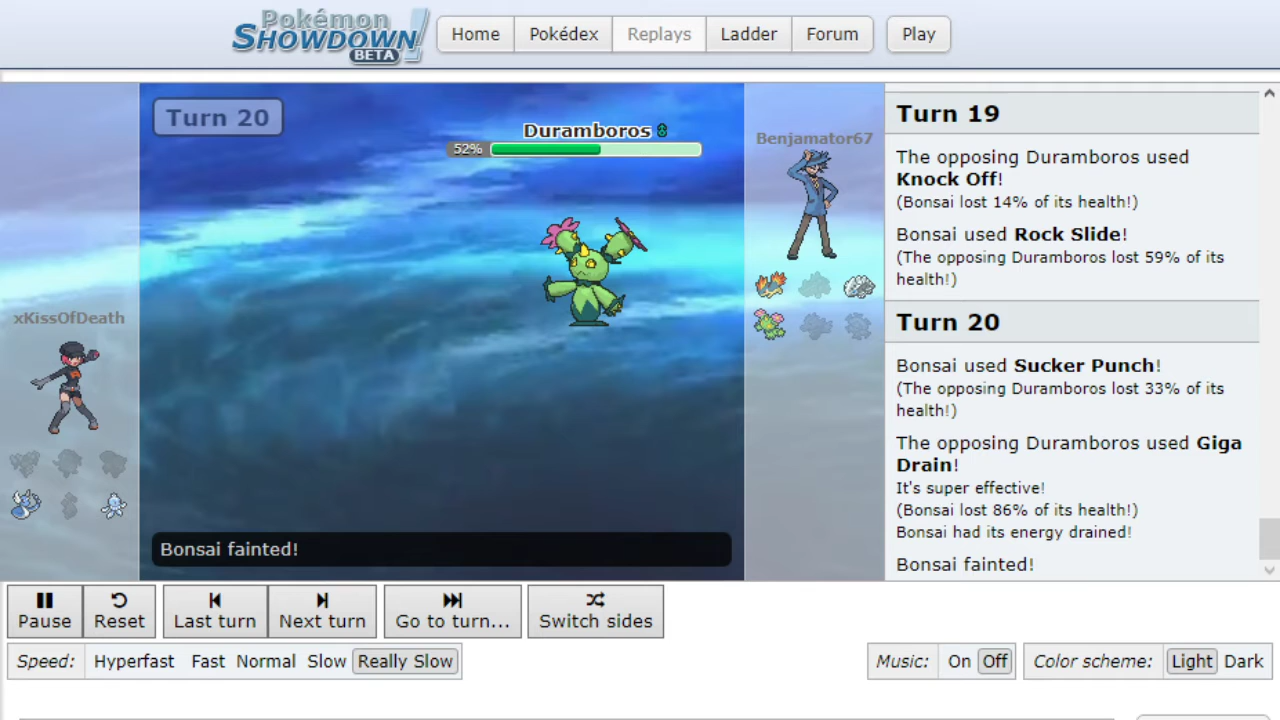 Pokémon
SHOWDOWN!
BETA
Home
Pokédex
Replays
Ladder
Forum
Play
Turn 20
Duramboros
52%
Benjamator67
xKissOfDeath
Bonsai fainted!
Turn 19
The opposing Duramboros used
Knock Off!
(Bonsai lost 14% of its health!)
Bonsai used Rock Slide!
(The opposing Duramboros lost 59% of its
health!)
Turn 20
Bonsai used Sucker Punch!
(The opposing Duramboros lost 33% of its
health!)
The opposing Duramboros used Giga
Drain!
It's super effective!
(Bonsai lost 86% of its health!)
Bonsai had its energy drained!
Bonsai fainted!
Pause
Reset
Last turn
Next turn
Go to turn...
Switch sides
Speed:
Hyperfast
Fast
Normal
Slow
Really Slow
Music:
On
Off
Color scheme:
Light
Dark